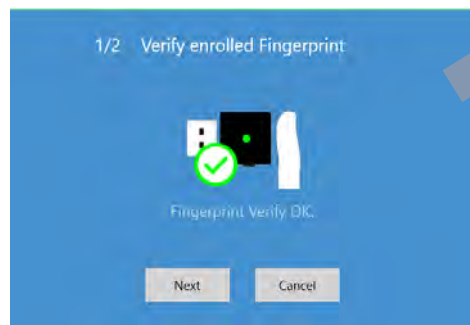 1/2 Verify enrolled Fingerprint
Fingerprint Verify OK.
Next Cancel